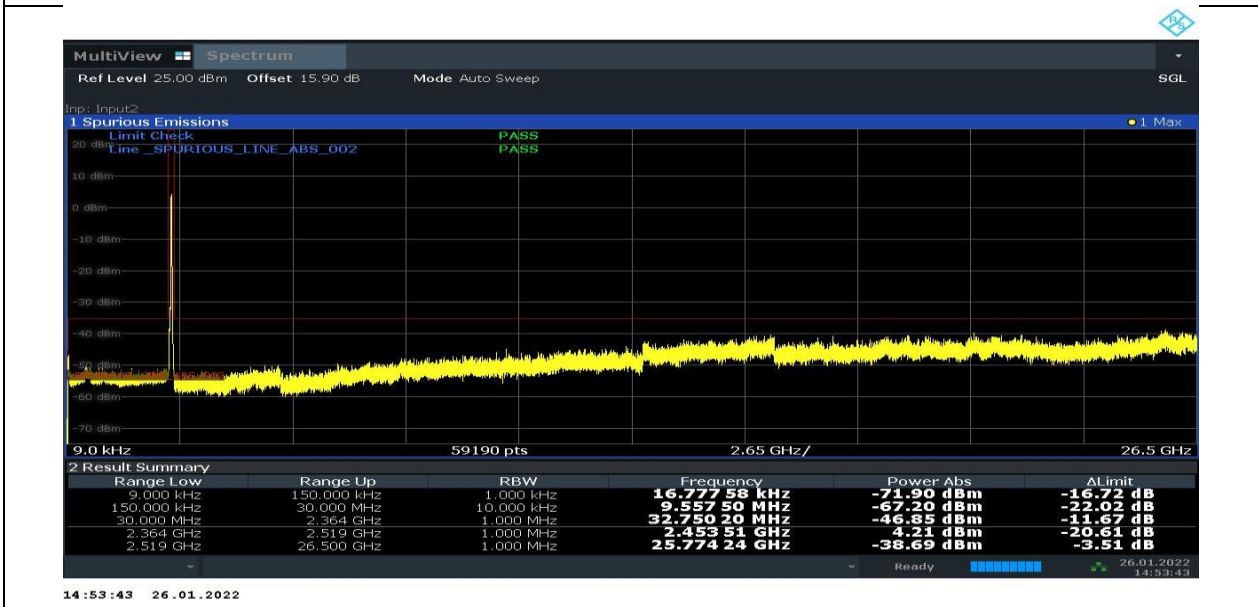 R&S
MultiView Spectrum
Ref Level 25.00 dBm Offset 15.90 dB Mode Auto Sweep SGL
Inp: Input2
1 Spurious Emissions 1 Max
Limit Check PASS
20 dBm Line _SPURIOUS_LINE_ABS_002 PASS
10 dBm
0 dBm
-10 dBm
-20 dBm
-30 dBm
-40 dBm
-50 dBm
-60 dBm
-70 dBm
9.0 kHz 59190 pts 2.65 GHz/ 26.5 GHz
2 Result Summary
Range Low Range Up RBW Frequency Power Abs ΔLimit
9.000 kHz 150.000 kHz 1.000 kHz 16.777 58 kHz -71.90 dBm -16.72 dB
150.000 kHz 30.000 MHz 10.000 kHz 9.557 50 MHz -67.20 dBm -22.02 dB
30.000 MHz 2.364 GHz 1.000 MHz 32.750 20 MHz -46.85 dBm -11.67 dB
2.364 GHz 2.519 GHz 1.000 MHz 2.453 51 GHz 4.21 dBm -20.61 dB
2.519 GHz 26.500 GHz 1.000 MHz 25.774 24 GHz -38.69 dBm -3.51 dB
Ready 26.01.2022
14:53:43
14:53:43 26.01.2022